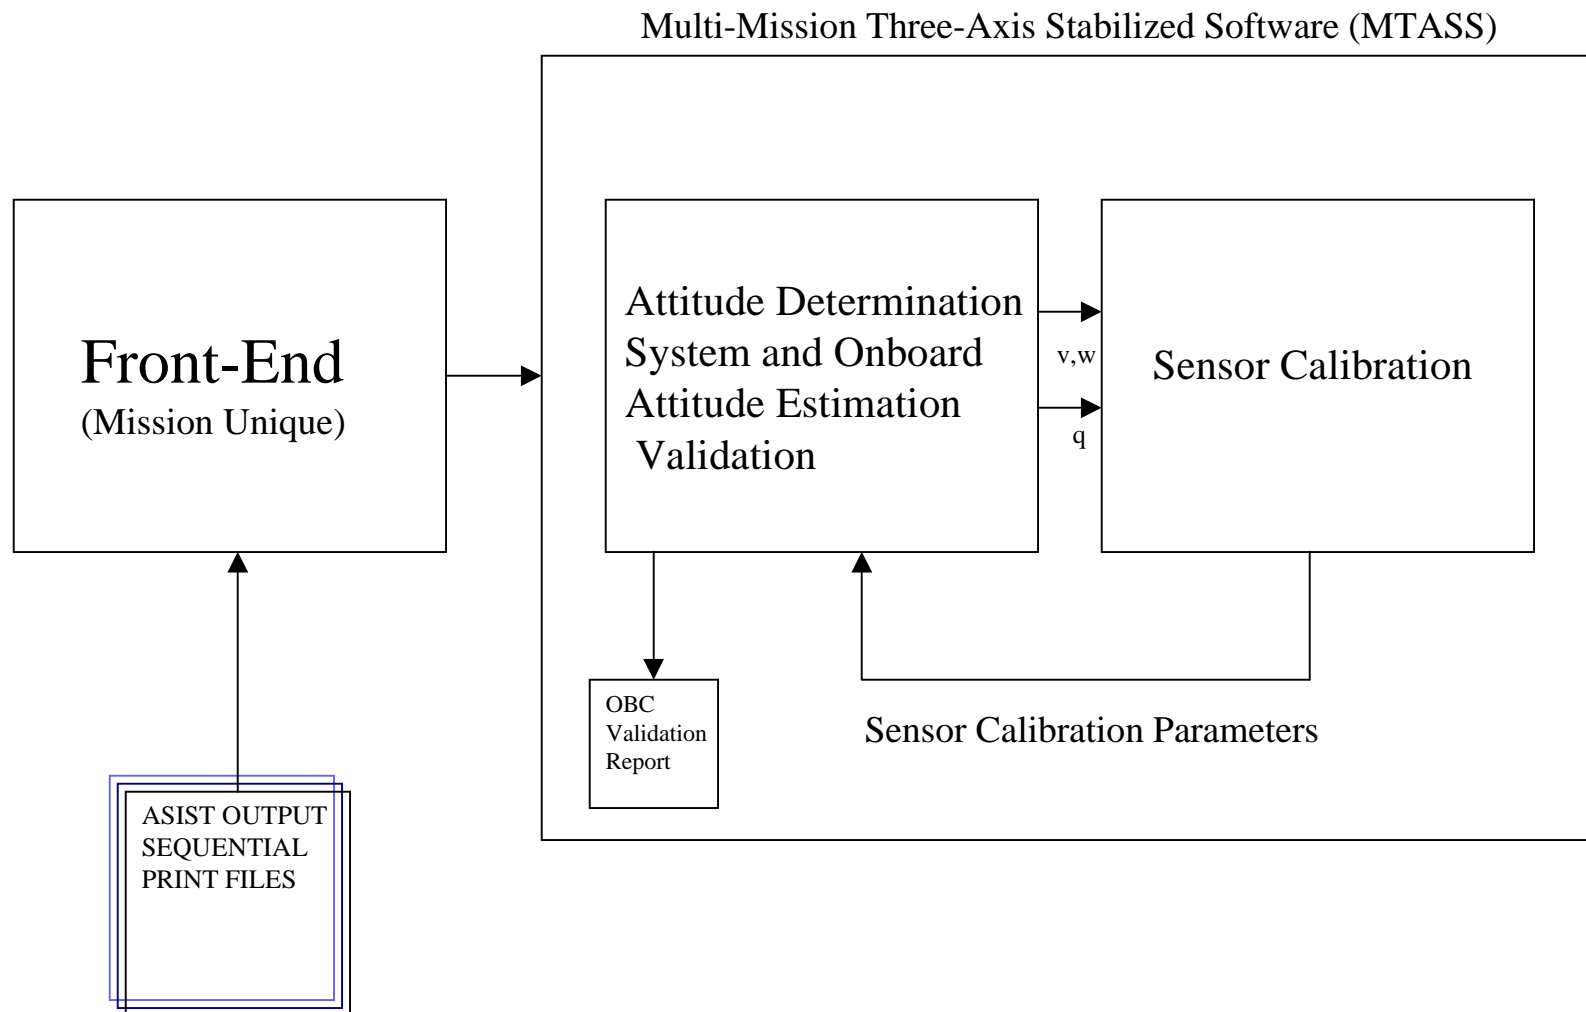 Multi-Mission Three-Axis Stabilized Software (MTASS)
Front-End
(Mission Unique)
Attitude Determination
System and Onboard
Attitude Estimation
Validation
v,w
q
Sensor Calibration
OBC
Validation
Report
Sensor Calibration Parameters
ASIST OUTPUT
SEQUENTIAL
PRINT FILES